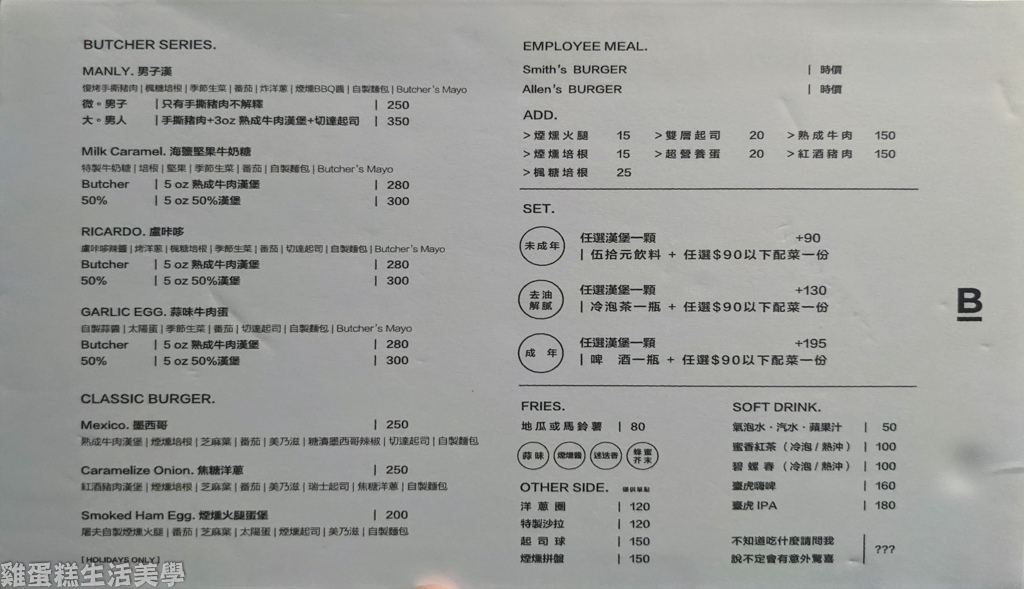 BUTCHER SERIES.
MANLY. 男子漢
慢烤手撕豬肉 | 楓糖培根 | 季節生菜 | 番茄 | 炸洋蔥 | 煙燻BBQ醬 | 自製麵包 | Butcher's Mayo
微。男子 | 只有手撕豬肉不解釋 | 250
大。男人 | 手撕豬肉+3oz 熟成牛肉漢堡+切達起司 | 350
Milk Caramel. 海鹽堅果牛奶糖
特製牛奶糖 | 培根 | 堅果 | 季節生菜 | 番茄 | 自製麵包 | Butcher's Mayo
Butcher | 5 oz 熟成牛肉漢堡 | 280
50% | 5 oz 50%漢堡 | 300
RICARDO. 盧咔哆
盧咔哆辣醬 | 烤洋蔥 | 楓糖培根 | 季節生菜 | 番茄 | 切達起司 | 自製麵包 | Butcher's Mayo
Butcher | 5 oz 熟成牛肉漢堡 | 280
50% | 5 oz 50%漢堡 | 300
GARLIC EGG. 蒜味牛肉蛋
自製蒜醬 | 太陽蛋 | 季節生菜 | 番茄 | 切達起司 | 自製麵包 | Butcher's Mayo
Butcher | 5 oz 熟成牛肉漢堡 | 280
50% | 5 oz 50%漢堡 | 300
CLASSIC BURGER.
Mexico. 墨西哥 | 250
熟成牛肉漢堡 | 煙燻培根 | 芝麻葉 | 番茄 | 美乃滋 | 糖漬墨西哥辣椒 | 切達起司 | 自製麵包
Caramelize Onion. 焦糖洋蔥 | 250
紅酒豬肉漢堡 | 煙燻培根 | 芝麻葉 | 番茄 | 美乃滋 | 瑞士起司 | 焦糖洋蔥 | 自製麵包
Smoked Ham Egg. 煙燻火腿蛋堡 | 200
屠夫自製煙燻火腿 | 番茄 | 芝麻葉 | 太陽蛋 | 煙燻起司 | 美乃滋 | 自製麵包
[ HOLIDAYS ONLY ]
EMPLOYEE MEAL.
Smith's BURGER | 時價
Allen's BURGER | 時價
ADD.
> 煙燻火腿 15 > 雙層起司 20 > 熟成牛肉 150
> 煙燻培根 15 > 超營養蛋 20 > 紅酒豬肉 150
> 楓糖培根 25
SET.
未成年 任選漢堡一顆 +90
| 伍拾元飲料 + 任選$90以下配菜一份
去油解膩 任選漢堡一顆 +130
| 冷泡茶一瓶 + 任選$90以下配菜一份
成 年 任選漢堡一顆 +195
| 啤 酒一瓶 + 任選$90以下配菜一份
B
FRIES.
地瓜或馬鈴薯 | 80
蒜味 煙燻醬 迷迭香 蜂蜜芥末
OTHER SIDE. 僅供單點
洋蔥圈 | 120
特製沙拉 | 120
起司球 | 150
煙燻拼盤 | 150
SOFT DRINK.
氣泡水・汽水・蘋果汁 | 50
蜜香紅茶（冷泡 / 熱沖） | 100
碧螺春（冷泡 / 熱沖） | 100
臺虎嗨啤 | 160
臺虎 IPA | 180
不知道吃什麼請問我
說不定會有意外驚喜 | ???
雞蛋糕生活美學